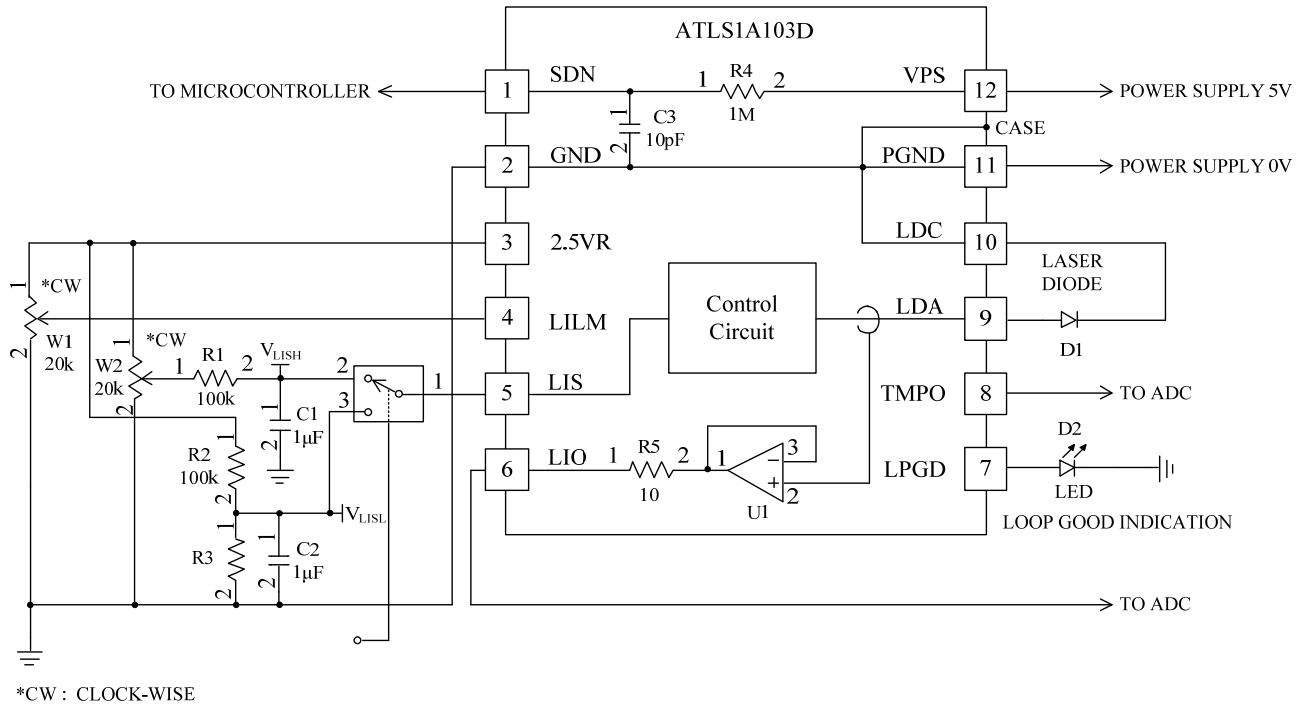 ATLS1A103D
TO MICROCONTROLLER
1
SDN
1 R4 2
1M
VPS
12
POWER SUPPLY 5V
1
C3
10pF
2
CASE
2
GND
PGND
11
POWER SUPPLY 0V
3
2.5VR
LDC
10
LASER
DIODE
1
*CW
W1
20k
2
4
LILM
Control
Circuit
LDA
9
D1
*CW
1
W2
20k
2
1 R1 2
100k
VLISH
2
3
1
5
LIS
TMPO
8
TO ADC
1
C1
1μF
2
1
R2
100k
2
6
LIO
1 R5 2
10
1
3
2
−
+
U1
LPGD
7
D2
LED
LOOP GOOD INDICATION
VLISL
1
R3
2
1
C2
1μF
2
TO ADC
*CW : CLOCK-WISE